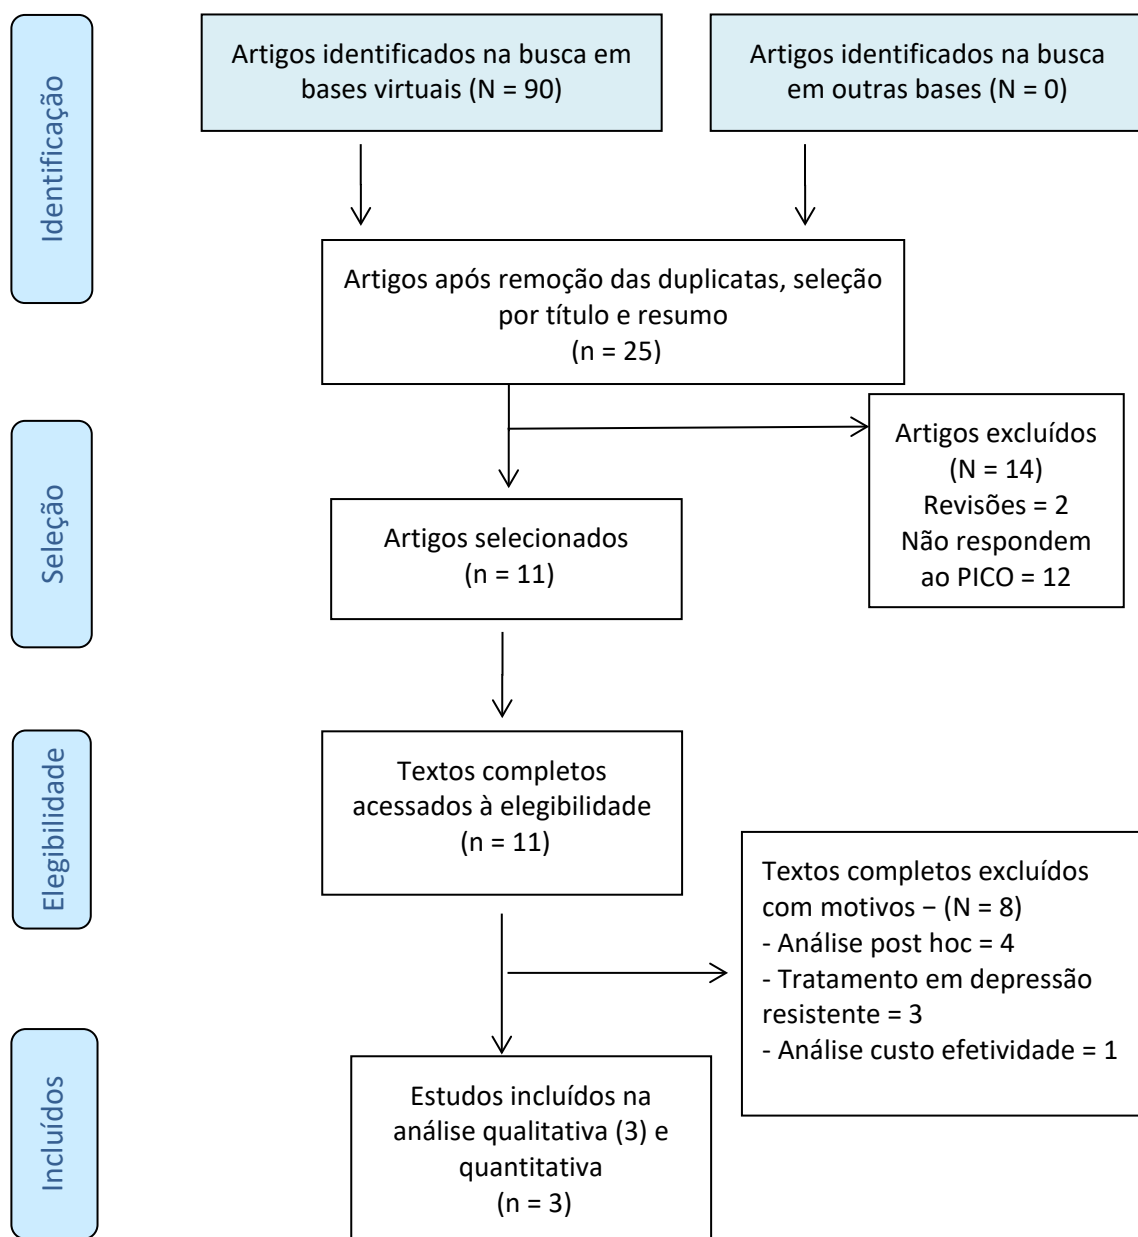 Identificação
Artigos identificados na busca em
bases virtuais (N = 90)
Artigos identificados na busca
em outras bases (N = 0)
Artigos após remoção das duplicatas, seleção
por título e resumo
(n = 25)
Seleção
Artigos excluídos
(N = 14)
Revisões = 2
Não respondem
ao PICO = 12
Artigos selecionados
(n = 11)
Elegibilidade
Textos completos
acessados à elegibilidade
(n = 11)
Textos completos excluídos
com motivos – (N = 8)
- Análise post hoc = 4
- Tratamento em depressão
resistente = 3
- Análise custo efetividade = 1
Incluídos
Estudos incluídos na
análise qualitativa (3) e
quantitativa
(n = 3)